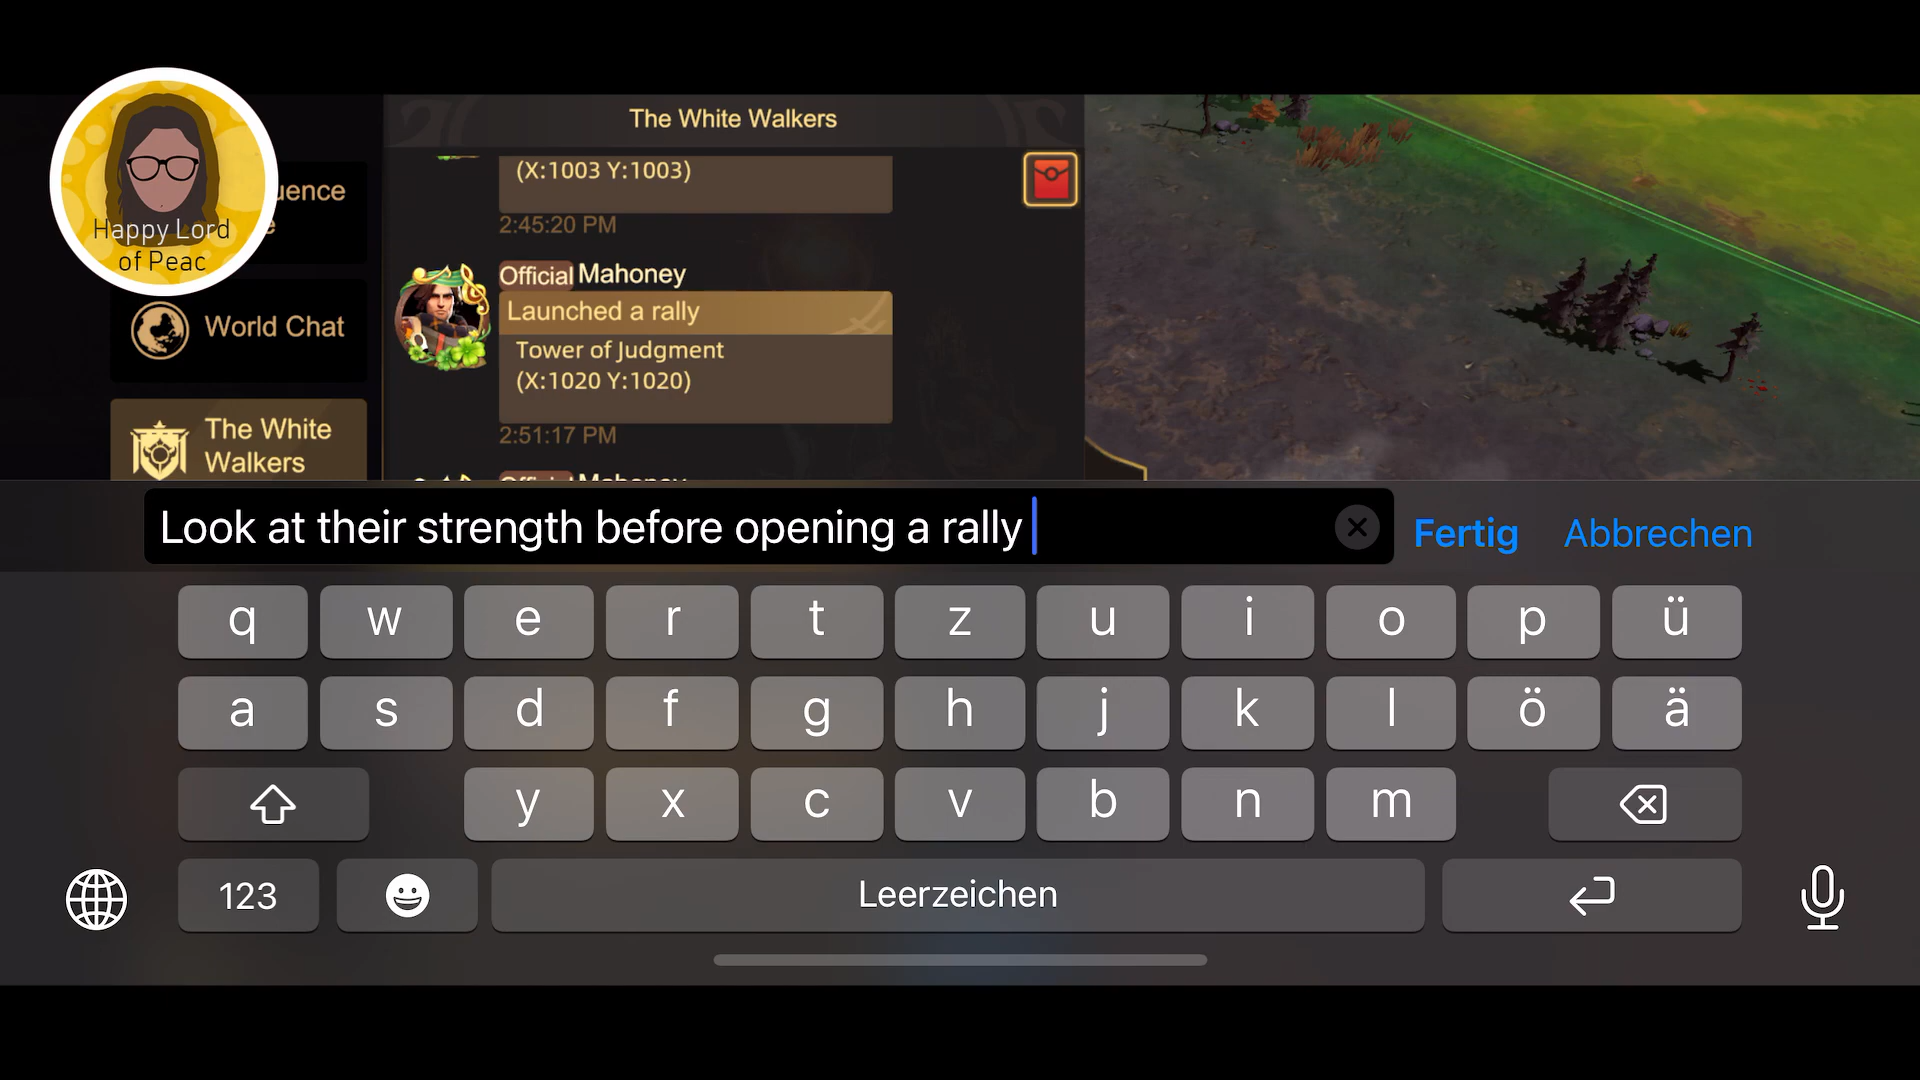 The White Walkers
(X:1003 Y:1003)
uence
2:45:20 PM
Happy Lord
of Peac
Official Mahoney
Launched a rally
World Chat
Tower of Judgment
(X:1020 Y:1020)
2:51:17 PM
The White
Walkers
Official Mahoney
Look at their strength before opening a rally
Fertig
Abbrechen
q w e r t z u i o p ü
a s d f g h j k l ö ä
y x c v b n m
123
Leerzeichen